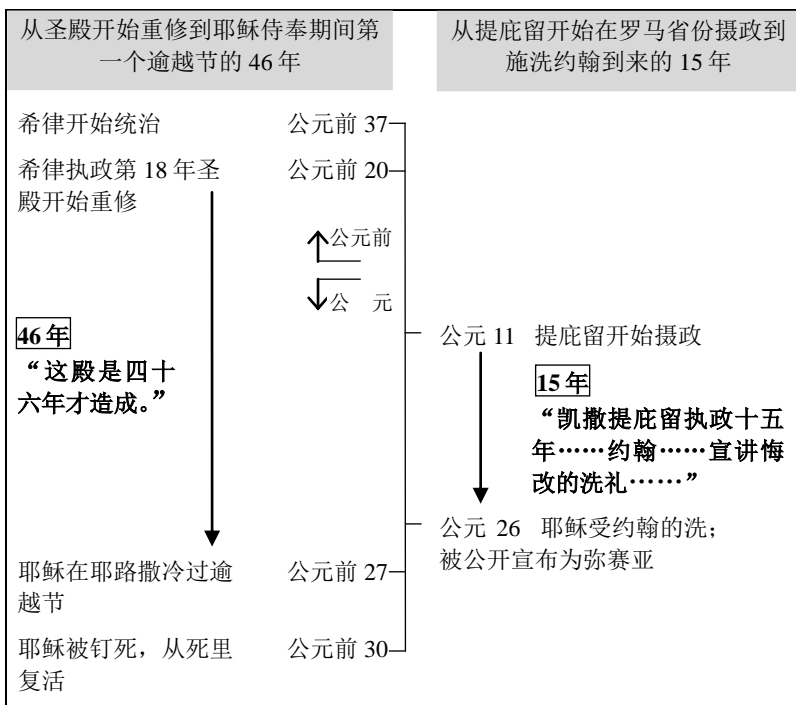 从圣殿开始重修到耶稣侍奉期间第
一个逾越节的 46 年
从提庇留开始在罗马省份摄政到
施洗约翰到来的 15 年
希律开始统治 公元前 37
希律执政第 18 年圣 公元前 20
殿开始重修
公元前
公 元
公元 11 提庇留开始摄政
46 年
“这殿是四十
六年才造成。”
15 年
“凯撒提庇留执政十五
年……约翰……宣讲悔
改的洗礼……”
公元 26 耶稣受约翰的洗;
被公开宣布为弥赛亚
耶稣在耶路撒冷过逾 公元前 27
越节
耶稣被钉死，从死里 公元前 30
复活